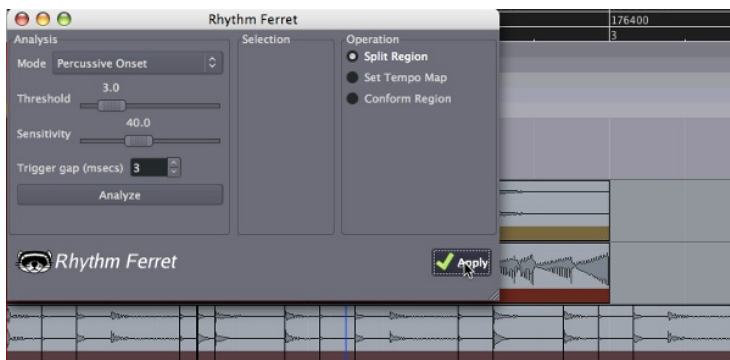 Rhythm Ferret
176400
3
Analysis
Selection
Operation
Mode Percussive Onset
Split Region
Set Tempo Map
Conform Region
3.0
Threshold
40.0
Sensitivity
Trigger gap (msecs) 3
Analyze
Rhythm Ferret
Apply